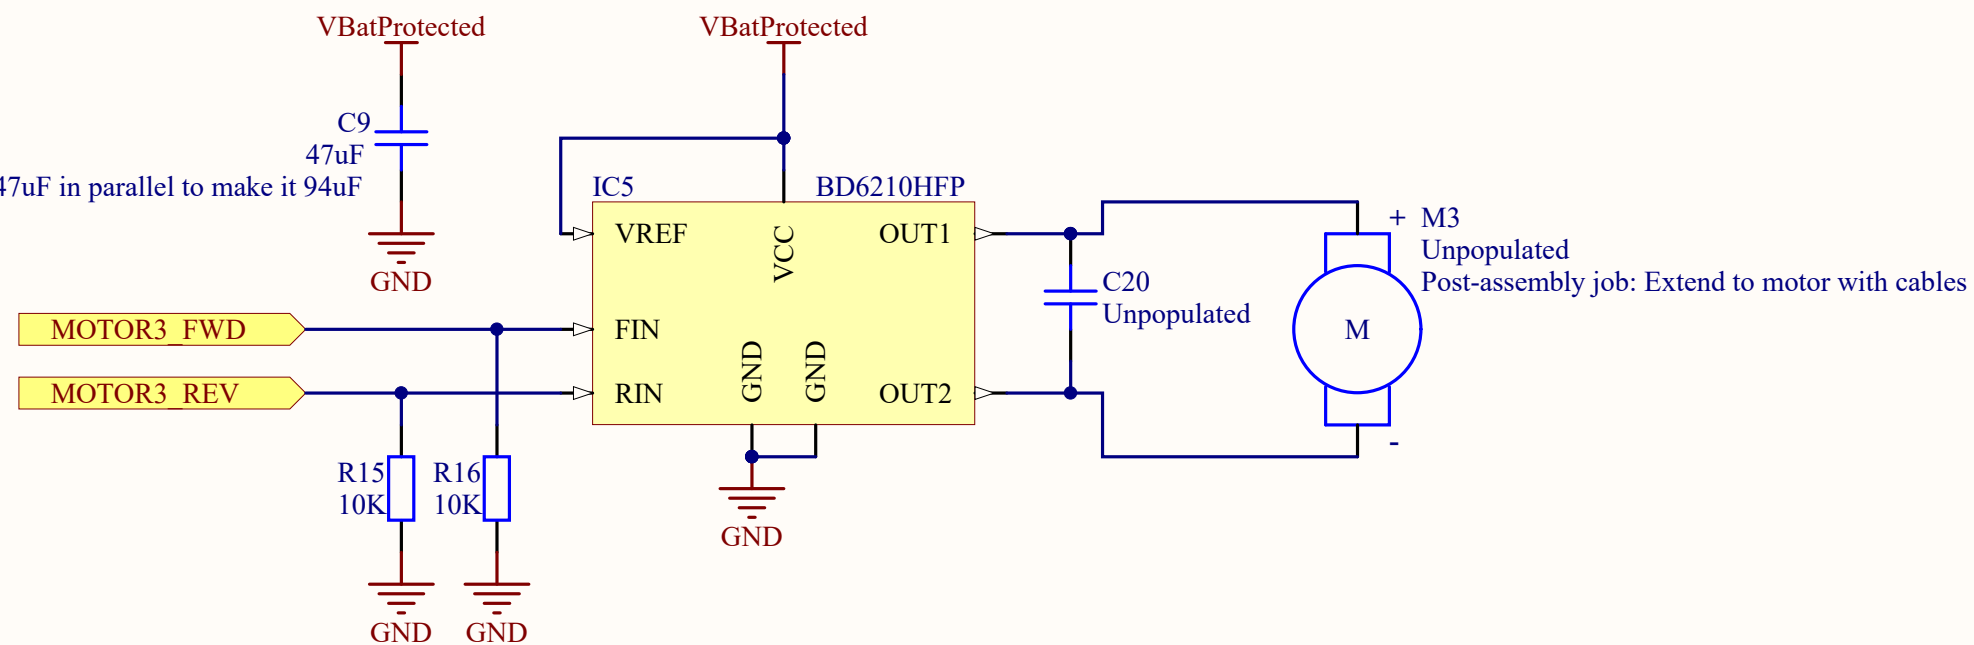 VBatProtected
VBatProtected
C9
47uF
47uF in parallel to make it 94uF
GND
IC5
BD6210HFP
VREF
VCC
OUT1
FIN
GND
GND
RIN
OUT2
MOTOR3_FWD
MOTOR3_REV
R15
10K
R16
10K
GND
GND
GND
C20
Unpopulated
+ M3
Unpopulated
Post-assembly job: Extend to motor with cables
M
-